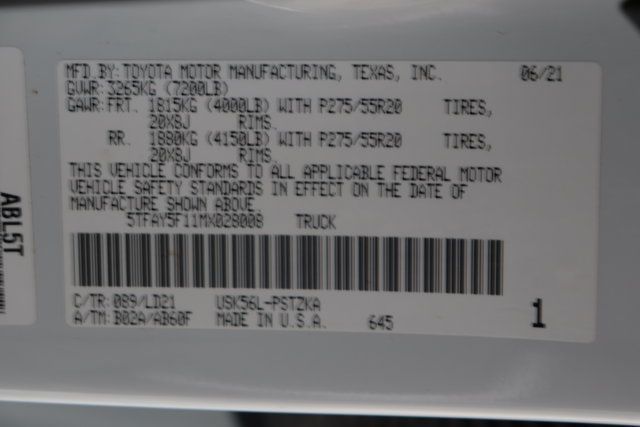 MFD.BY: TOYOTA MOTOR MANUFACTURING, TEXAS, INC. 06/21
GVWR: 3265KG (7200LB)
GAWR: FRT. 1815KG (4000LB) WITH P275/55R20 TIRES,
20X8J RIMS.
RR. 1880KG (4150LB) WITH P275/55R20 TIRES,
20X8J RIMS.
THIS VEHICLE CONFORMS TO ALL APPLICABLE FEDERAL MOTOR
VEHICLE SAFETY STANDARDS IN EFFECT ON THE DATE OF
MANUFACTURE SHOWN ABOVE
5TFAY5F11MX028008 TRUCK
C/TR: 089/LD21 USK56L-PSTZKA
A/TM: B02A/AB60F MADE IN U.S.A. 645 1
ABL5T